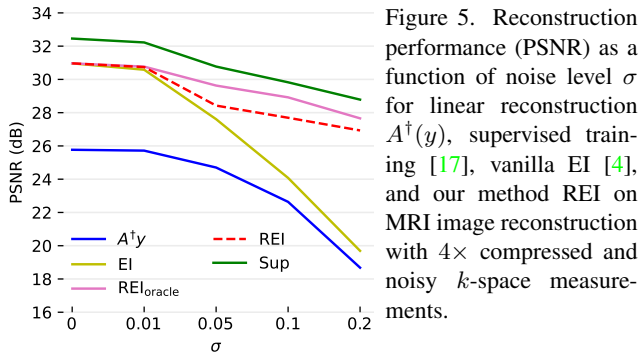 34
32
30
28
26
24
22
20
18
16
PSNR (dB)
A†y
EI
REIoracle
REI
Sup
0 0.01 0.05 0.1 0.2
σ
Figure 5. Reconstruction
performance (PSNR) as a
function of noise level σ
for linear reconstruction
A†(y), supervised train-
ing [17], vanilla EI [4],
and our method REI on
MRI image reconstruction
with 4× compressed and
noisy k-space measure-
ments.